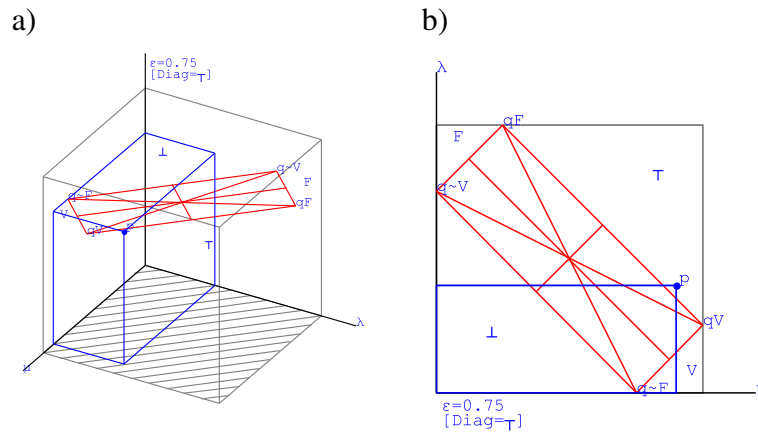 a)
b)
ε=0.75
[Diag=⊤]
⊥
q~V
F
q~F
qF
V
qV
p
⊤
λ
μ
λ
qF
F
⊤
q~V
p
qV
⊥
V
q~F
ε=0.75
[Diag=⊤]